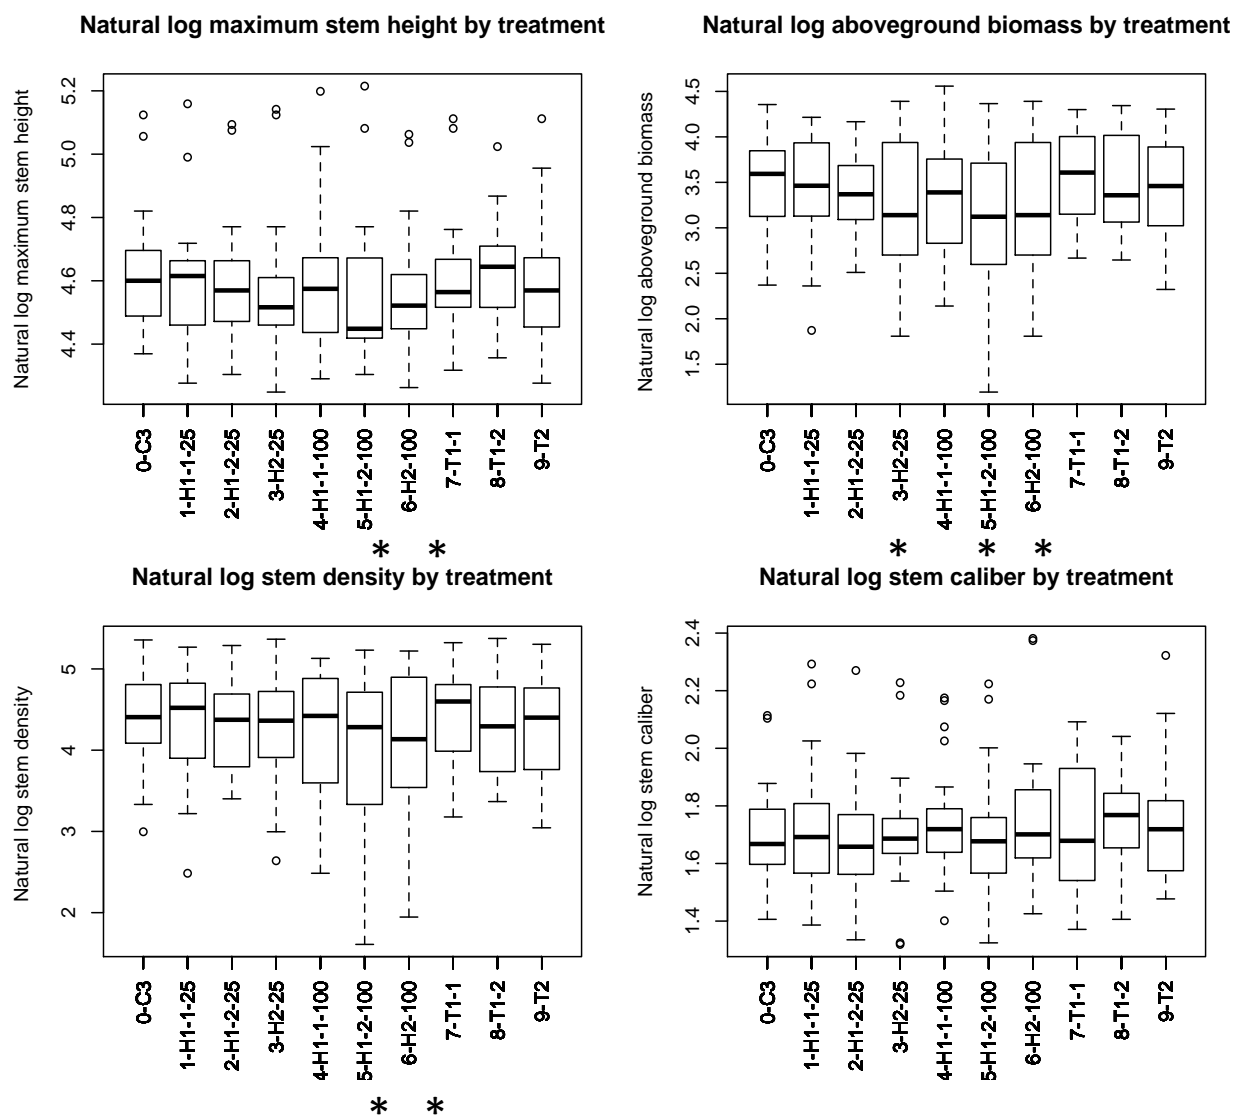 Natural log maximum stem height by treatment
Natural log maximum stem height
5.2
5.0
4.8
4.6
4.4
0-C3
1-H1-1-25
2-H1-2-25
3-H2-25
4-H1-1-100
5-H1-2-100
6-H2-100
7-T1-1
8-T1-2
9-T2
* *
Natural log aboveground biomass by treatment
Natural log aboveground biomass
4.5
4.0
3.5
3.0
2.5
2.0
1.5
0-C3
1-H1-1-25
2-H1-2-25
3-H2-25
4-H1-1-100
5-H1-2-100
6-H2-100
7-T1-1
8-T1-2
9-T2
* * *
Natural log stem density by treatment
Natural log stem density
5
4
3
2
0-C3
1-H1-1-25
2-H1-2-25
3-H2-25
4-H1-1-100
5-H1-2-100
6-H2-100
7-T1-1
8-T1-2
9-T2
* *
Natural log stem caliber by treatment
Natural log stem caliber
2.4
2.2
2.0
1.8
1.6
1.4
0-C3
1-H1-1-25
2-H1-2-25
3-H2-25
4-H1-1-100
5-H1-2-100
6-H2-100
7-T1-1
8-T1-2
9-T2